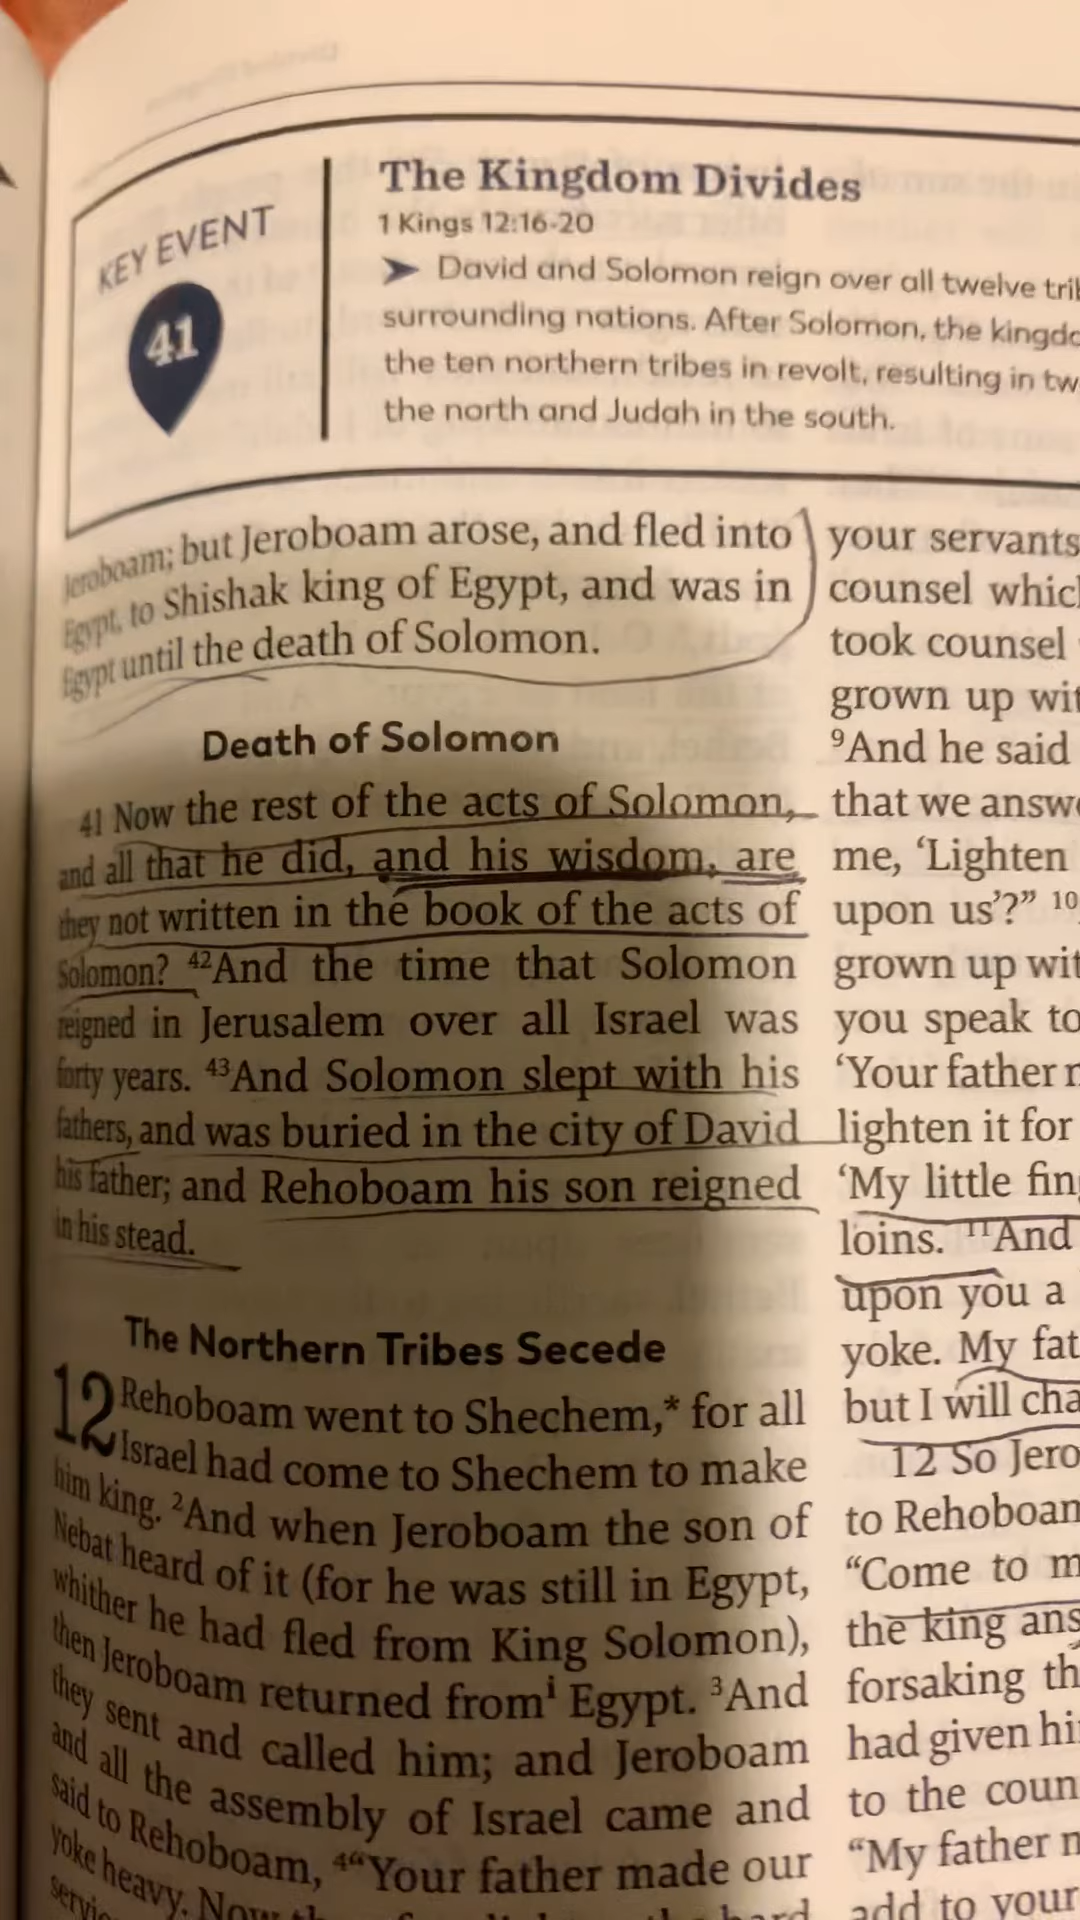 KEY EVENT
41
The Kingdom Divides
1 Kings 12:16-20
➤ David and Solomon reign over all twelve
surrounding nations. After Solomon, the
the ten northern tribes in revolt, resulting in
the north and Judah in the south.
Jeroboam; but Jeroboam arose, and fled into
Egypt, to Shishak king of Egypt, and was in
Egypt until the death of Solomon.
Death of Solomon
41 Now the rest of the acts of Solomon,
and all that he did, and his wisdom, are
they not written in the book of the acts of
Solomon? ⁴²And the time that Solomon
reigned in Jerusalem over all Israel was
forty years. ⁴³And Solomon slept with his
fathers, and was buried in the city of David
his father; and Rehoboam his son reigned
in his stead.
The Northern Tribes Secede
12 Rehoboam went to Shechem,* for all
Israel had come to Shechem to make
him king. ²And when Jeroboam the son of
Nebat heard of it (for he was still in Egypt,
whither he had fled from King Solomon),
then Jeroboam returned fromⁱ Egypt. ³And
they sent and called him; and Jeroboam
and all the assembly of Israel came and
said to Rehoboam, ⁴“Your father made our
yoke heavy. Now
your servants
counsel which
took counsel
grown up
⁹And he said
that we
me, ‘Lighten
upon us’?” ¹⁰
grown up
you speak to
‘Your father
lighten it for
‘My little
loins. ¹¹And
upon you a
yoke. My
but I will
12 So
to Rehoboam
“Come to
the king
forsaking
had given
to the
“My father
add to your